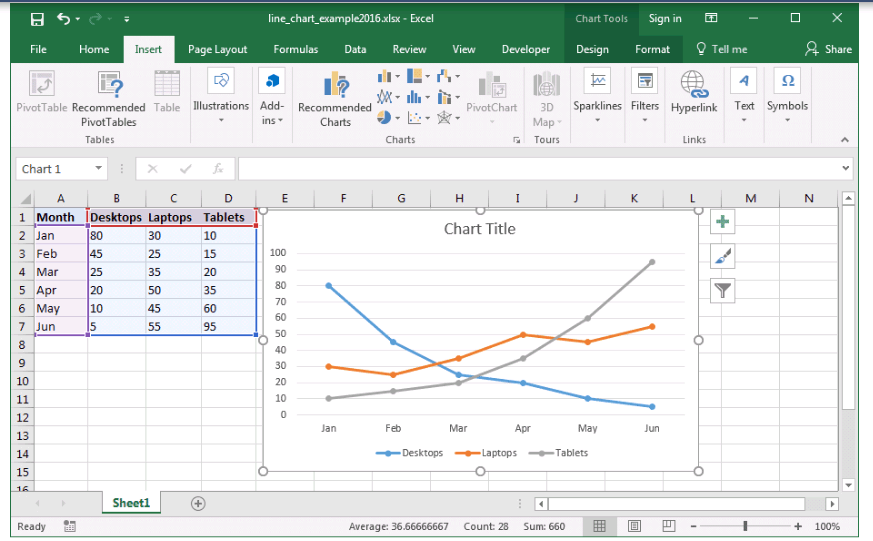 line_chart_example2016.xlsx - Excel
Chart Tools
Sign in
File Home Insert Page Layout Formulas Data Review View Developer Design Format Tell me Share
PivotTable
Recommended
PivotTables
Table
Illustrations
Add-
ins
Recommended
Charts
PivotChart
3D
Map
Sparklines
Filters
Hyperlink
Text
Symbols
Tables Charts Tours Links
Chart 1
fx
A B C D E F G H I J K L M N
1 Month Desktops Laptops Tablets
2 Jan 80 30 10
3 Feb 45 25 15
4 Mar 25 35 20
5 Apr 20 50 35
6 May 10 45 60
7 Jun 5 55 95
8
9
10
11
12
13
14
15
16
Chart Title
100
90
80
70
60
50
40
30
20
10
0
Jan Feb Mar Apr May Jun
Desktops Laptops Tablets
Sheet1
Ready
Average: 36.66666667 Count: 28 Sum: 660
100%